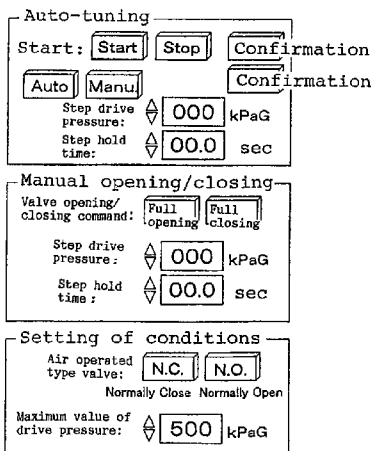 Auto-tuning
Start: Start Stop Confirmation
Auto Manu. Confirmation
Step drive
pressure: 000 kPaG
Step hold
time: 00.0 sec
Manual opening/closing
Valve opening/
closing command: Full
opening Full
closing
Step drive
pressure: 000 kPaG
Step hold
time: 00.0 sec
Setting of conditions
Air operated
type valve: N.C. N.O.
Normally Close Normally Open
Maximum value of
drive pressure: 500 kPaG